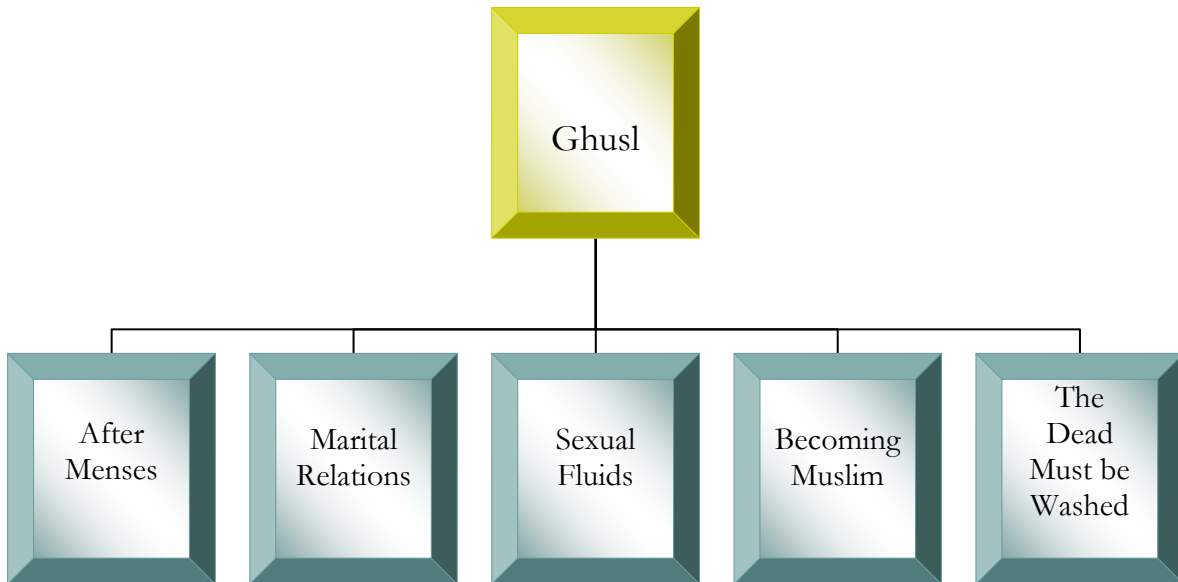 Ghusl
After
Menses
Marital
Relations
Sexual
Fluids
Becoming
Muslim
The
Dead
Must be
Washed